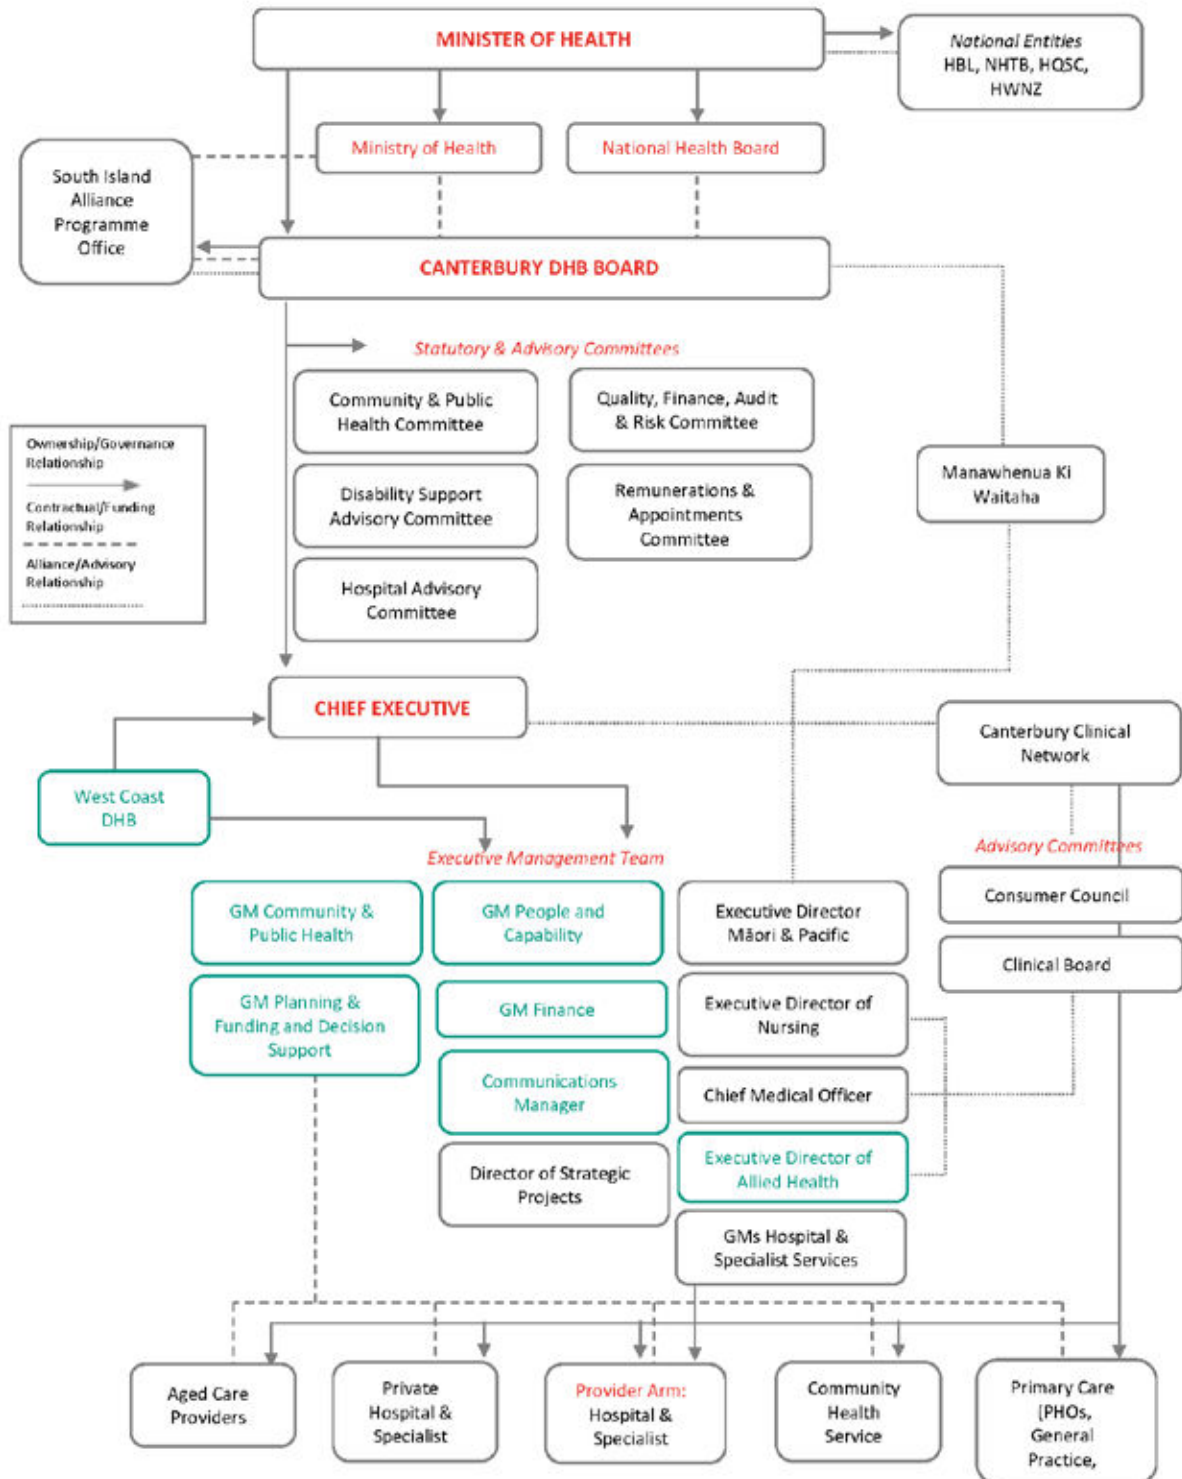 MINISTER OF HEALTH
National Entities
HBL, NHTB, HQSC,
HWNZ
Ministry of Health
National Health Board
South Island
Alliance
Programme
Office
CANTERBURY DHB BOARD
Statutory & Advisory Committees
Community & Public
Health Committee
Quality, Finance, Audit
& Risk Committee
Ownership/Governance
Relationship
Contractual/Funding
Relationship
Alliance/Advisory
Relationship
Disability Support
Advisory Committee
Remunerations &
Appointments
Committee
Manawhenua Ki
Waitaha
Hospital Advisory
Committee
CHIEF EXECUTIVE
Canterbury Clinical
Network
West Coast
DHB
Executive Management Team
Advisory Committees
GM Community &
Public Health
GM People and
Capability
Executive Director
Māori & Pacific
Consumer Council
Clinical Board
GM Planning &
Funding and Decision
Support
GM Finance
Executive Director of
Nursing
Communications
Manager
Chief Medical Officer
Director of Strategic
Projects
Executive Director of
Allied Health
GMs Hospital &
Specialist Services
Aged Care
Providers
Private
Hospital &
Specialist
Provider Arm:
Hospital &
Specialist
Community
Health
Service
Primary Care
(PHOs,
General
Practice,